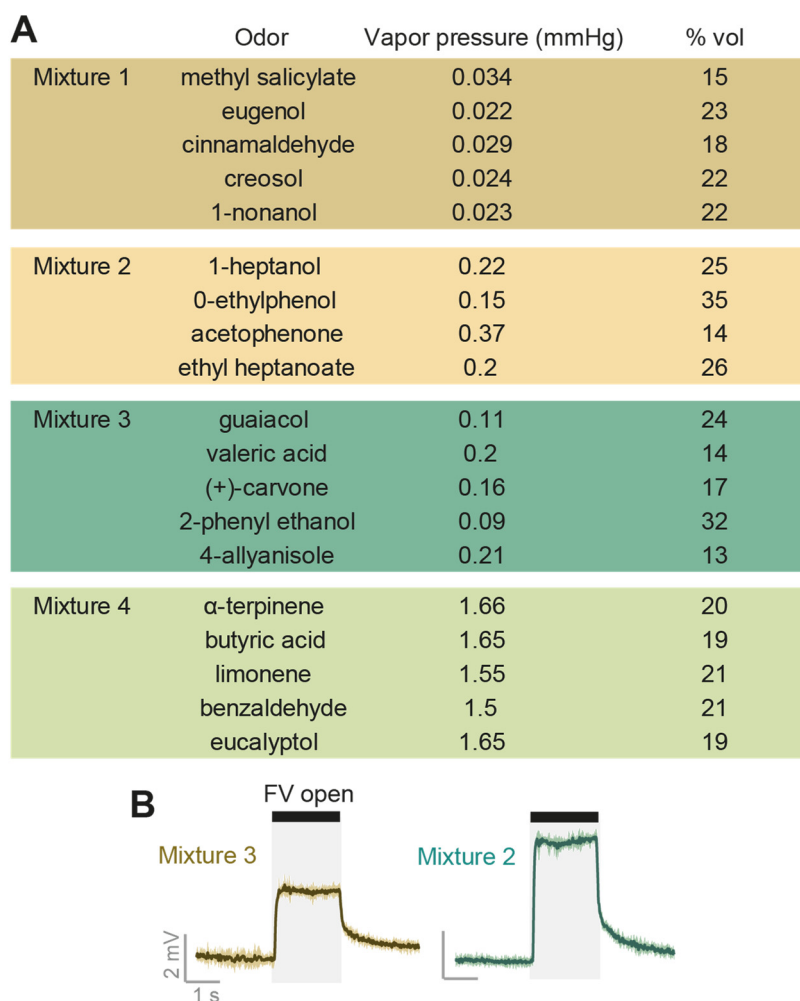 A
Odor Vapor pressure (mmHg) % vol
Mixture 1 methyl salicylate 0.034 15
eugenol 0.022 23
cinnamaldehyde 0.029 18
creosol 0.024 22
1-nonanol 0.023 22
Mixture 2 1-heptanol 0.22 25
0-ethylphenol 0.15 35
acetophenone 0.37 14
ethyl heptanoate 0.2 26
Mixture 3 guaiacol 0.11 24
valeric acid 0.2 14
(+)-carvone 0.16 17
2-phenyl ethanol 0.09 32
4-allyanisole 0.21 13
Mixture 4 α-terpinene 1.66 20
butyric acid 1.65 19
limonene 1.55 21
benzaldehyde 1.5 21
eucalyptol 1.65 19
B
FV open
Mixture 3 Mixture 2
2 mV
1 s